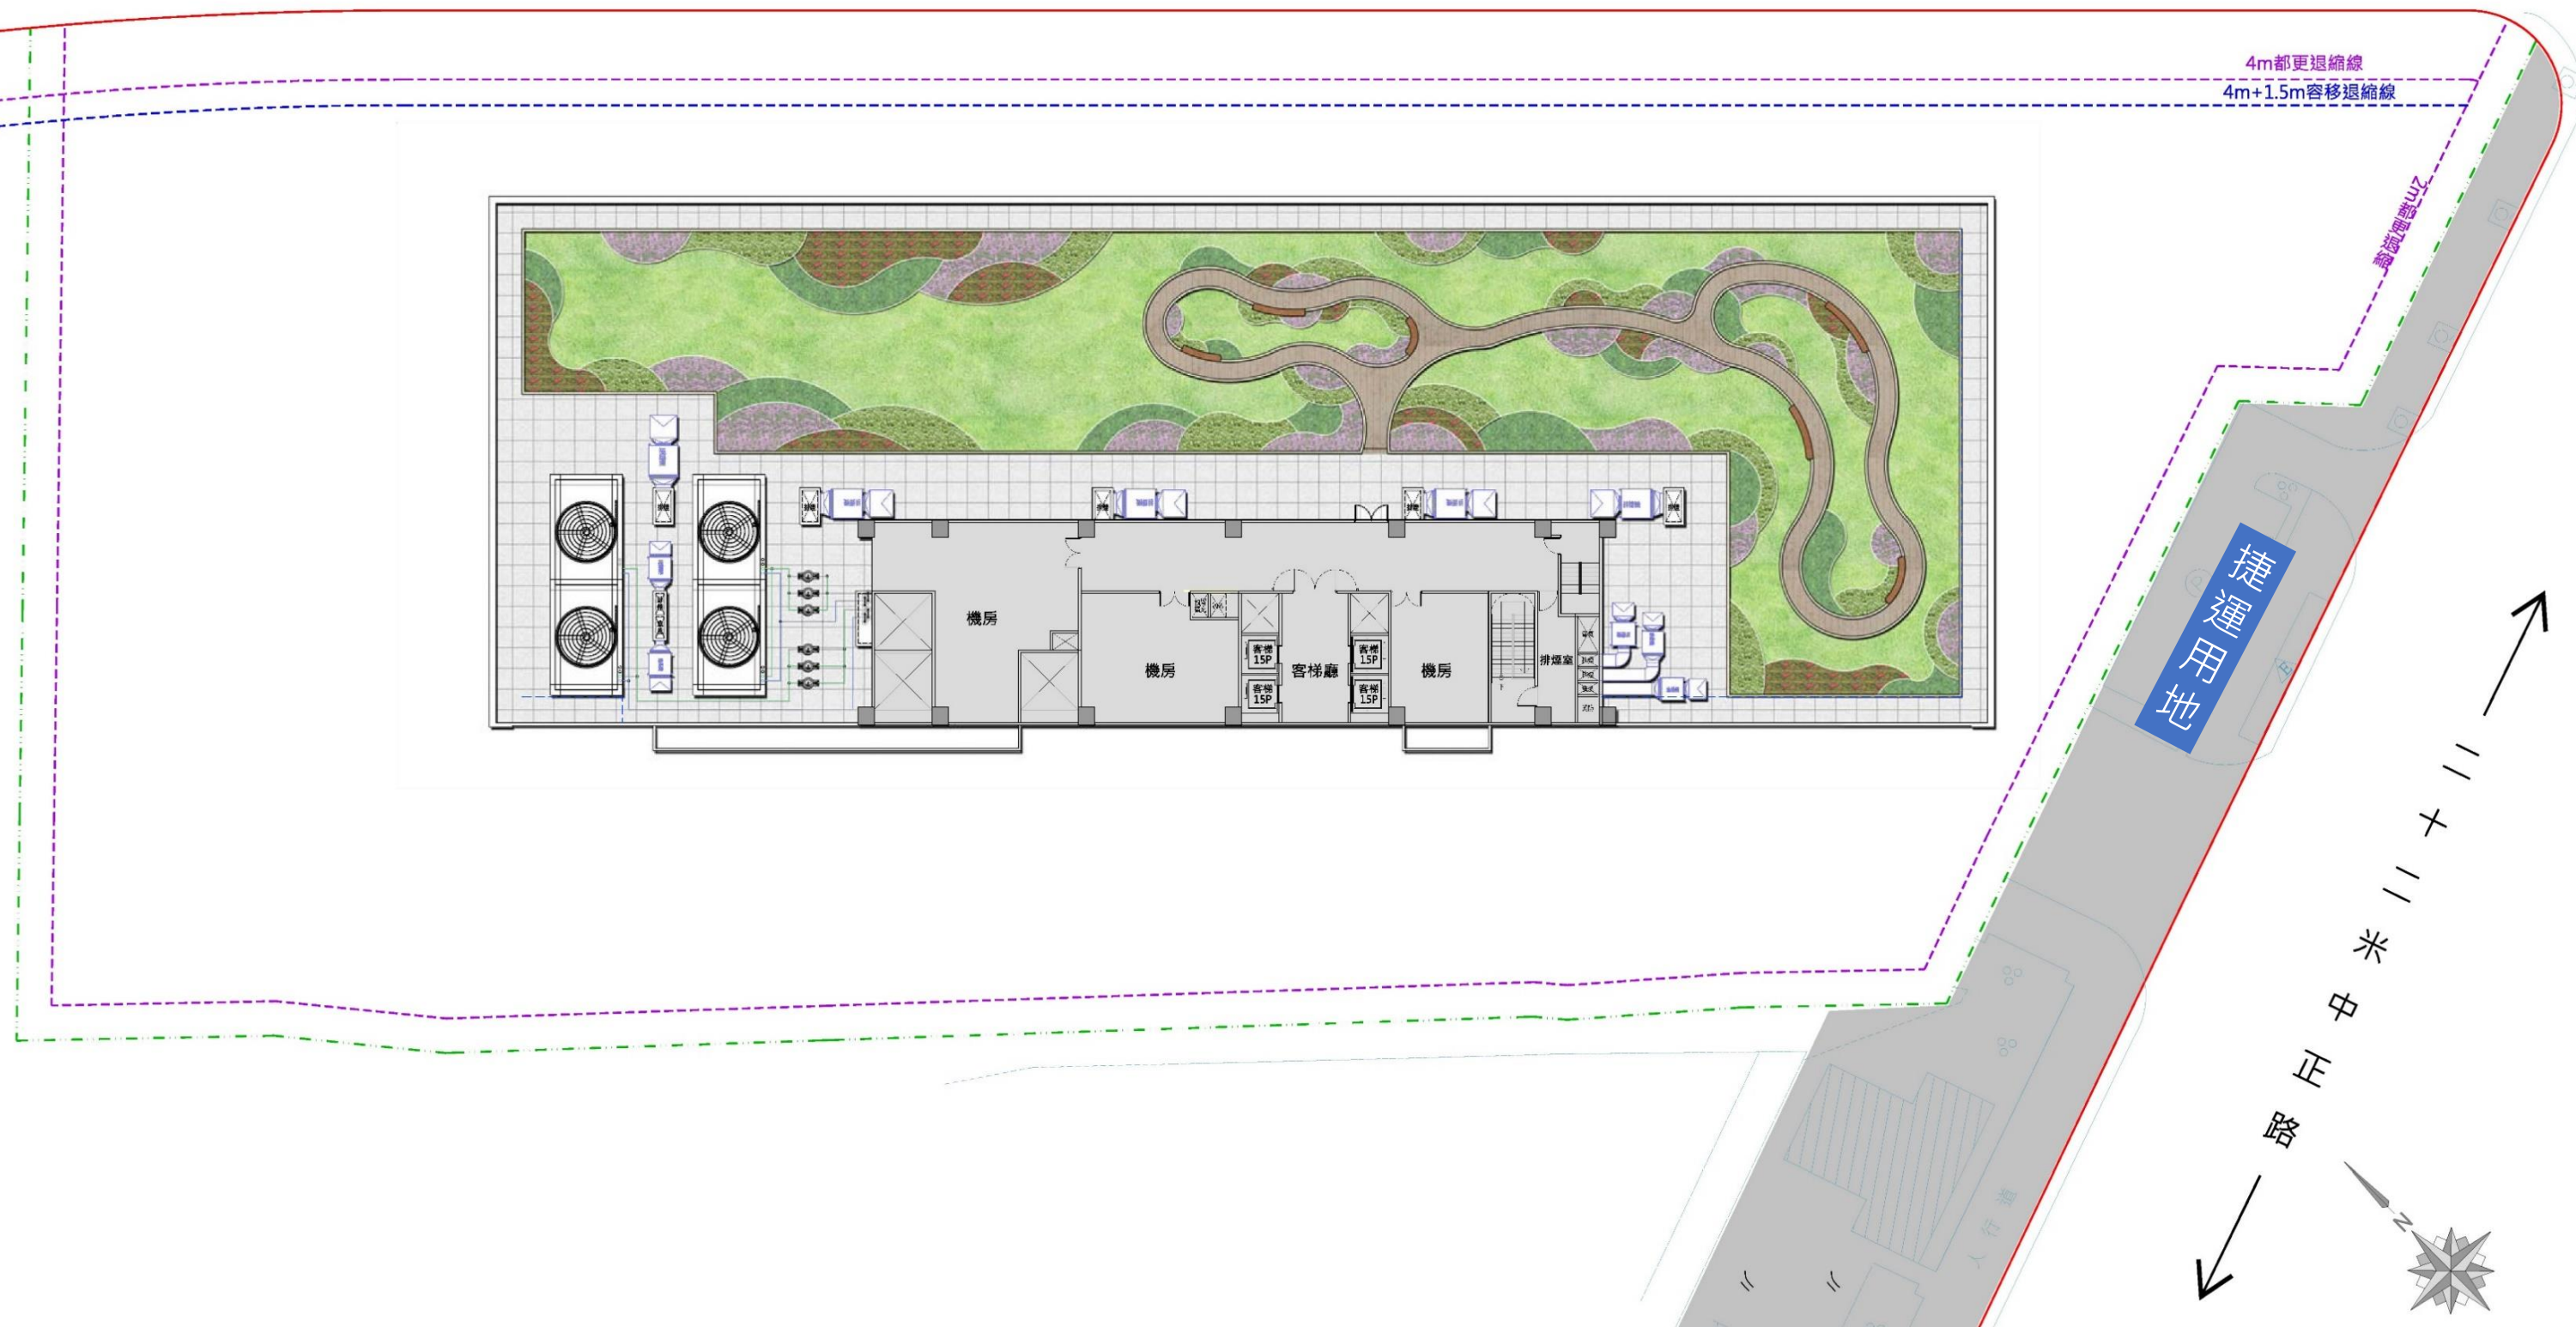 4m都更退縮線
4m+1.5m容移退縮線
2m都更退縮線
機房
機房
客梯
15P
客梯
15P
客梯廳
客梯
15P
客梯
15P
機房
排煙室
捷運用地
二十二米中正路
人行道
N